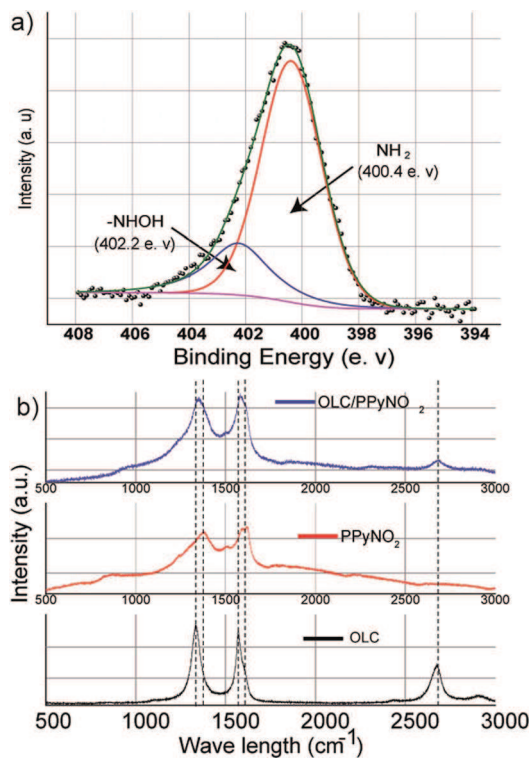 a)
Intensity (a. u)
NH2
(400.4 e. v)
-NHOH
(402.2 e. v)
408 406 404 402 400 398 396 394
Binding Energy (e. v)
b)
Intensity (a.u.)
OLC/PPyNO2
500 1000 1500 2000 2500 3000
PPyNO2
500 1000 1500 2000 2500 3000
OLC
500 1000 1500 2000 2500 3000
Wave length (cm-1)